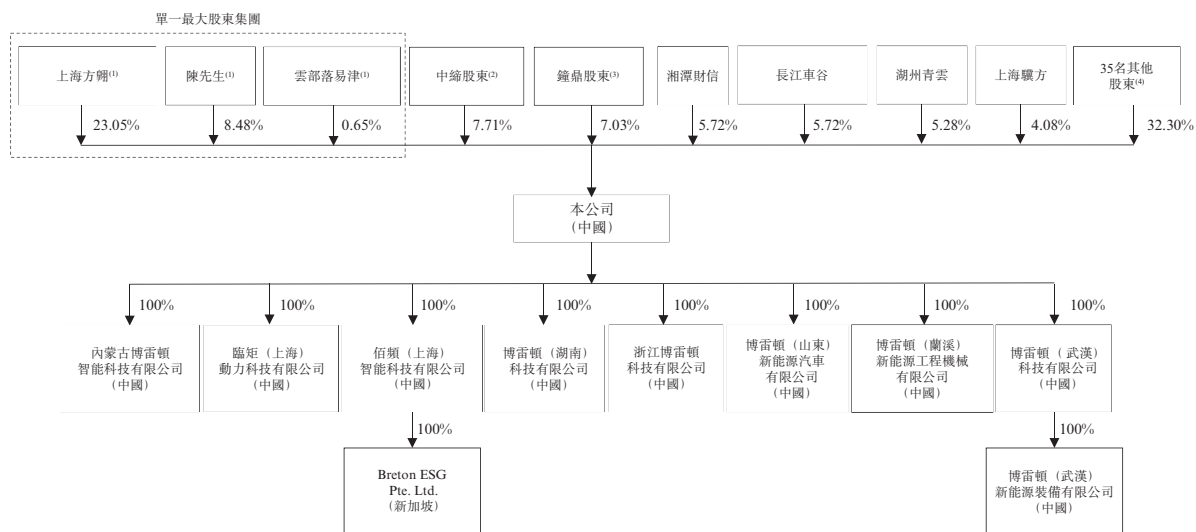 單一最大股東集團
上海方翱⁽¹⁾
陳先生⁽¹⁾
雲部落易津⁽¹⁾
中締股東⁽²⁾
鐘鼎股東⁽³⁾
湘潭財信
長江車谷
湖州青雲
上海驥方
35名其他
股東⁽⁴⁾
23.05%
8.48%
0.65%
7.71%
7.03%
5.72%
5.72%
5.28%
4.08%
32.30%
本公司
(中國)
100%
100%
100%
100%
100%
100%
100%
100%
內蒙古博雷頓
智能科技有限公司
(中國)
臨矩（上海）
動力科技有限公司
(中國)
佰頻（上海）
智能科技有限公司
(中國)
博雷頓（湖南）
科技有限公司
(中國)
浙江博雷頓
科技有限公司
(中國)
博雷頓（山東）
新能源汽車
有限公司
(中國)
博雷頓（蘭溪）
新能源工程機械
有限公司
(中國)
博雷頓（武漢）
科技有限公司
(中國)
100%
100%
Breton ESG
Pte. Ltd.
(新加坡)
博雷頓（武漢）
新能源裝備有限公司
(中國)